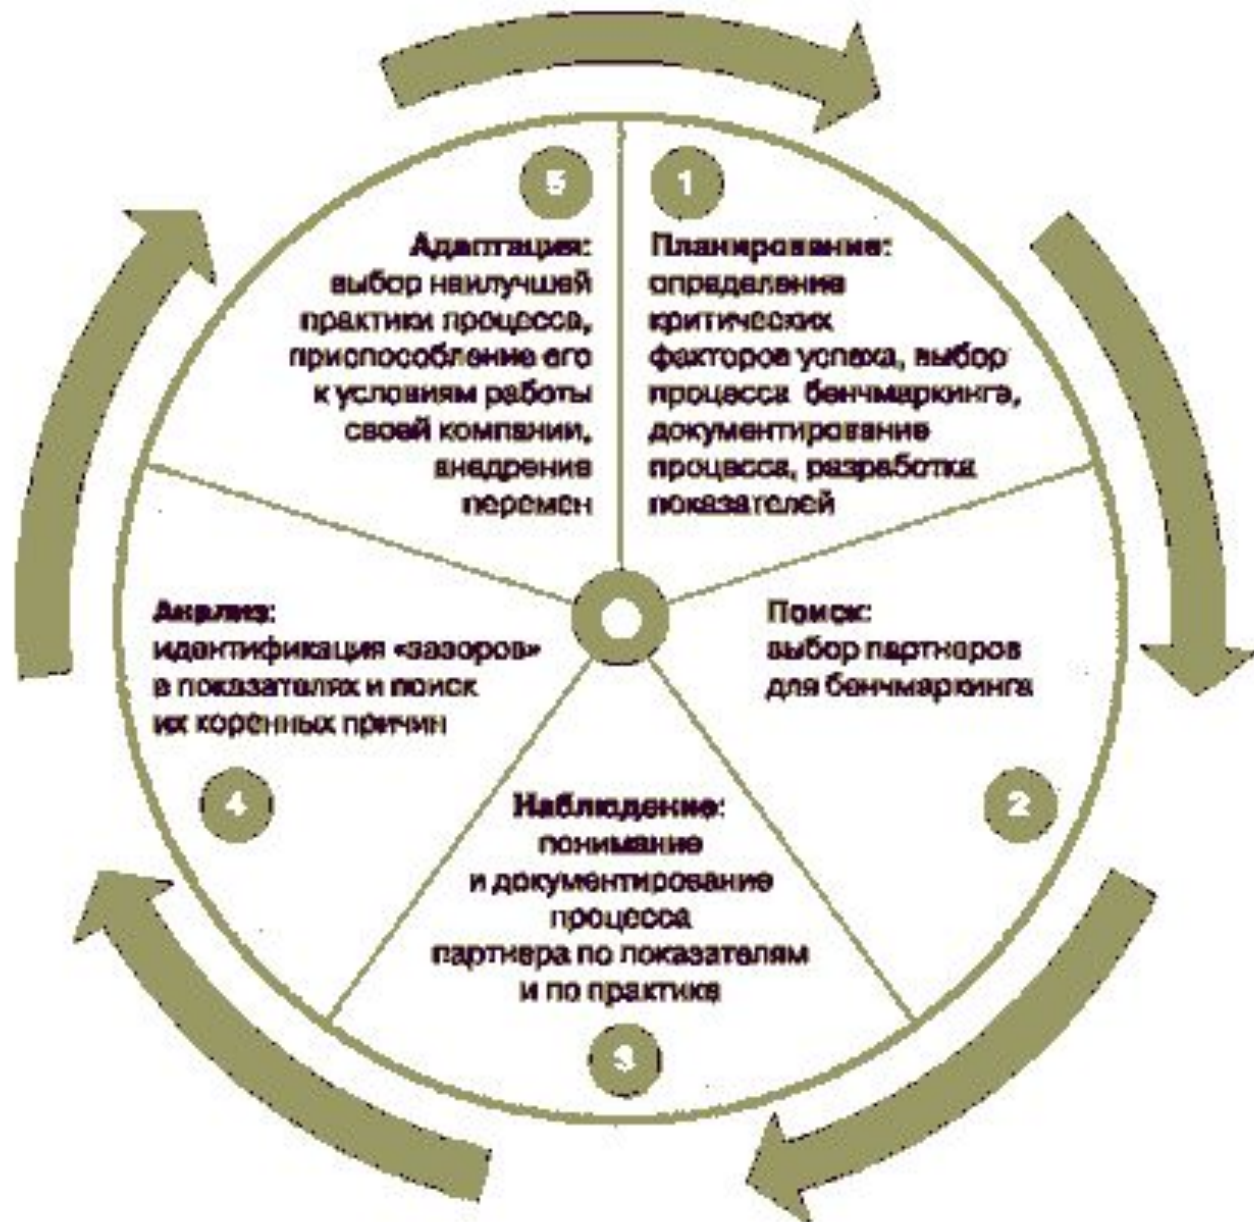 1
Планирование:
определение
критических
факторов успеха, выбор
процесса бенчмаркинга,
документирование
процесса, разработка
показателей
Поиск:
выбор партнеров
для бенчмаркинга
2
Наблюдение:
понимание
и документирование
процесса
партнера по показателям
и по практике
3
Анализ:
идентификация «зазоров»
в показателях и поиск
их коренных причин
4
5
Адаптация:
выбор наилучшей
практики процесса,
приспособление его
к условиям работы
своей компании,
внедрение
перемен